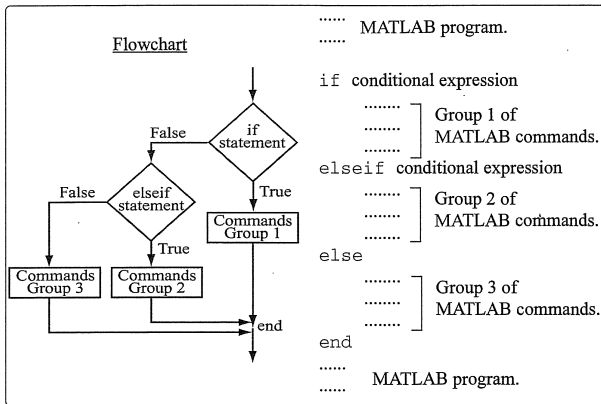 Flowchart
False
if
statement
False
elseif
statement
True
Commands
Group 1
True
Commands
Group 3
Commands
Group 2
end
...... MATLAB program.
......
if conditional expression
........ Group 1 of
........ MATLAB commands.
........
elseif conditional expression
........ Group 2 of
........ MATLAB commands.
........
else
........ Group 3 of
........ MATLAB commands.
........
end
......
...... MATLAB program.